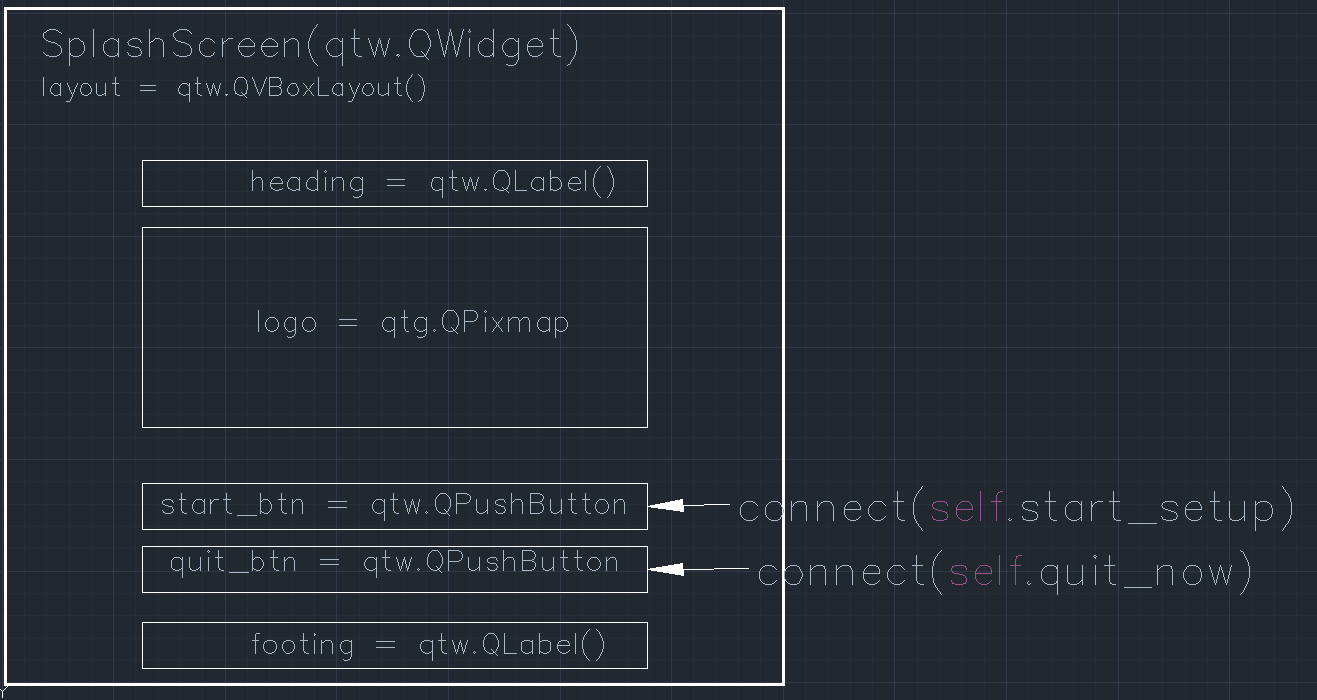 SplashScreen(qtw.QWidget)
layout = qtw.QVBoxLayout()
heading = qtw.QLabel()
logo = qtg.QPixmap
start_btn = qtw.QPushButton
connect(self.start_setup)
quit_btn = qtw.QPushButton
connect(self.quit_now)
footing = qtw.QLabel()
Y